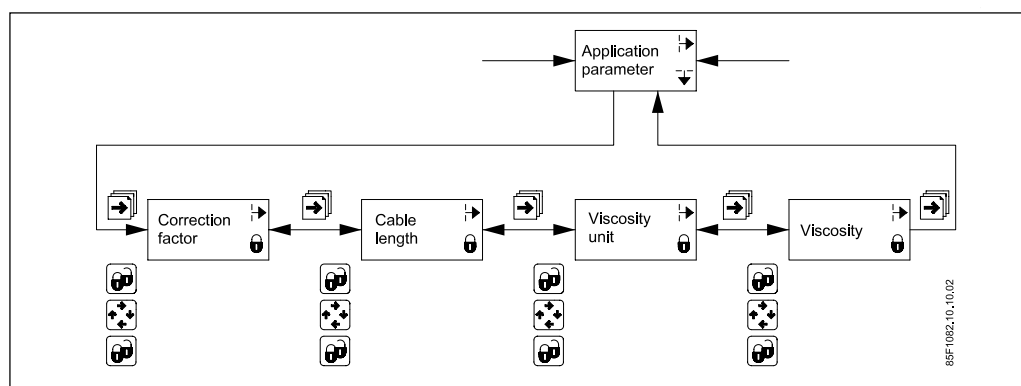 Application
parameter
Correction
factor
Cable
length
Viscosity
unit
Viscosity
85F1082.10.10.02